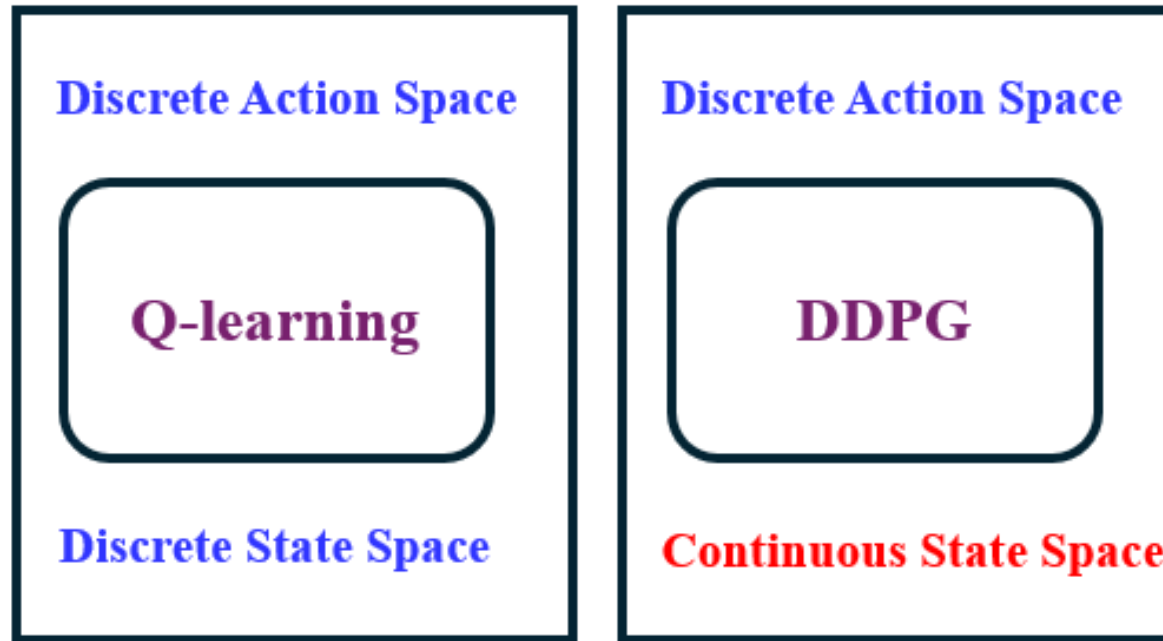 Discrete Action Space
Q-learning
Discrete State Space
Discrete Action Space
DDPG
Continuous State Space